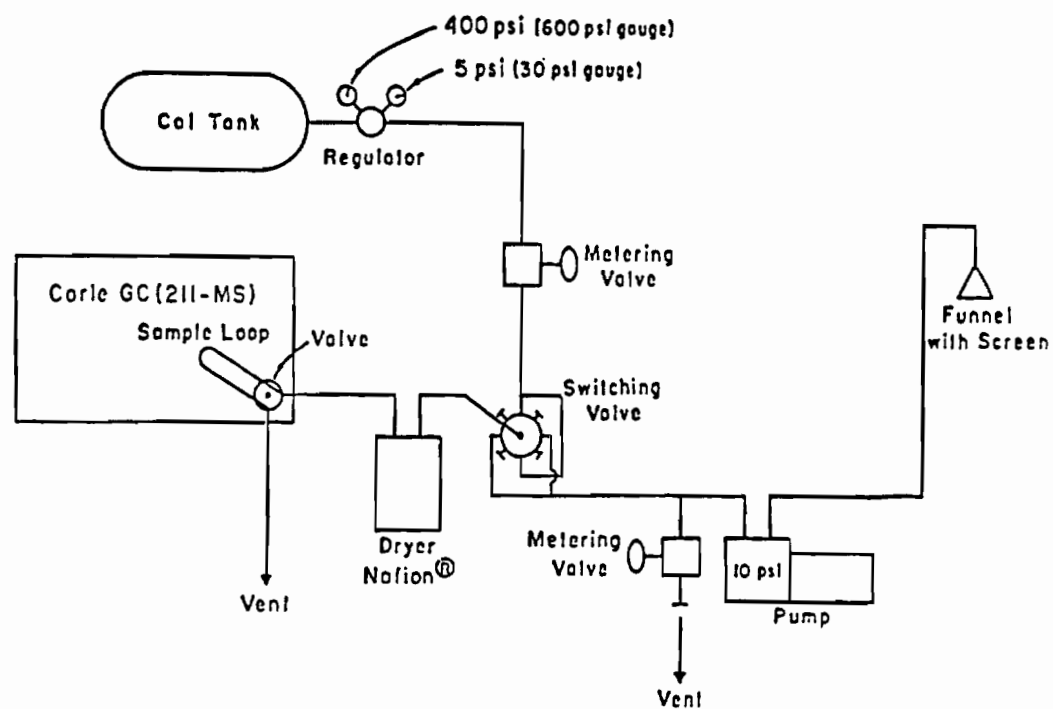 400 psi (600 psi gauge)
5 psi (30 psi gauge)
Cal Tank
Regulator
Metering
Valve
Carle GC (211-MS)
Sample Loop
Valve
Funnel
with Screen
Switching
Valve
Dryer
Nafion®
Metering
Valve
10 psi
Pump
Vent
Vent